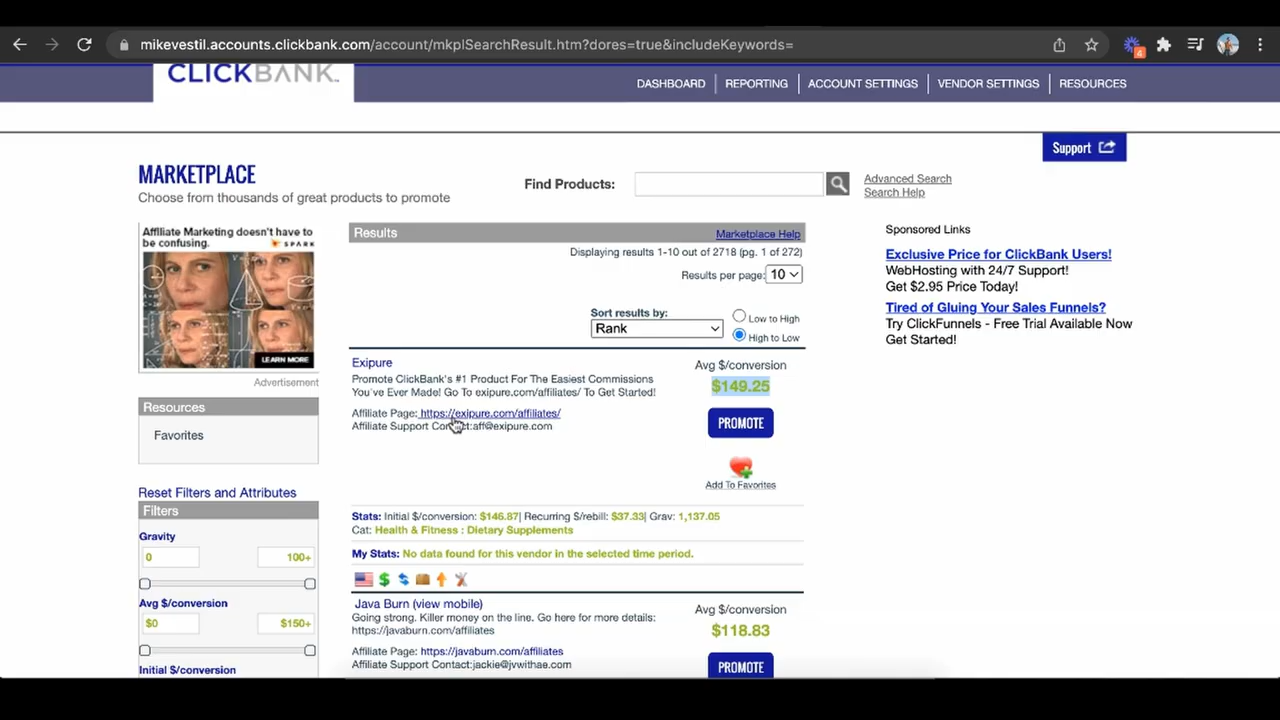 mikevestil.accounts.clickbank.com/account/mkplSearchResult.htm?dores=true&includeKeywords=
4
CLICKBANK
DASHBOARD
REPORTING
ACCOUNT SETTINGS
VENDOR SETTINGS
RESOURCES
Support
MARKETPLACE
Choose from thousands of great products to promote
Find Products:
Advanced Search
Search Help
Affiliate Marketing doesn't have to
be confusing.
SPARK
LEARN MORE
Advertisement
Resources
Favorites
Reset Filters and Attributes
Filters
Gravity
0
100+
Avg $/conversion
$0
$150+
Initial $/conversion
Results
Marketplace Help
Displaying results 1-10 out of 2718 (pg. 1 of 272)
Results per page: 10
Sort results by:
Rank
Low to High
High to Low
Exipure
Promote ClickBank's #1 Product For The Easiest Commissions
You've Ever Made! Go To exipure.com/affiliates/ To Get Started!
Affiliate Page: https://exipure.com/affiliates/
Affiliate Support Contact:aff@exipure.com
Avg $/conversion
$149.25
PROMOTE
Add To Favorites
Stats: Initial $/conversion: $146.87| Recurring $/rebill: $37.33| Grav: 1,137.05
Cat: Health & Fitness : Dietary Supplements
My Stats: No data found for this vendor in the selected time period.
Java Burn (view mobile)
Going strong. Killer money on the line. Go here for more details:
https://javaburn.com/affiliates
Affiliate Page: https://javaburn.com/affiliates
Affiliate Support Contact:jackie@jvwithae.com
Avg $/conversion
$118.83
PROMOTE
Sponsored Links
Exclusive Price for ClickBank Users!
WebHosting with 24/7 Support!
Get $2.95 Price Today!
Tired of Gluing Your Sales Funnels?
Try ClickFunnels - Free Trial Available Now
Get Started!